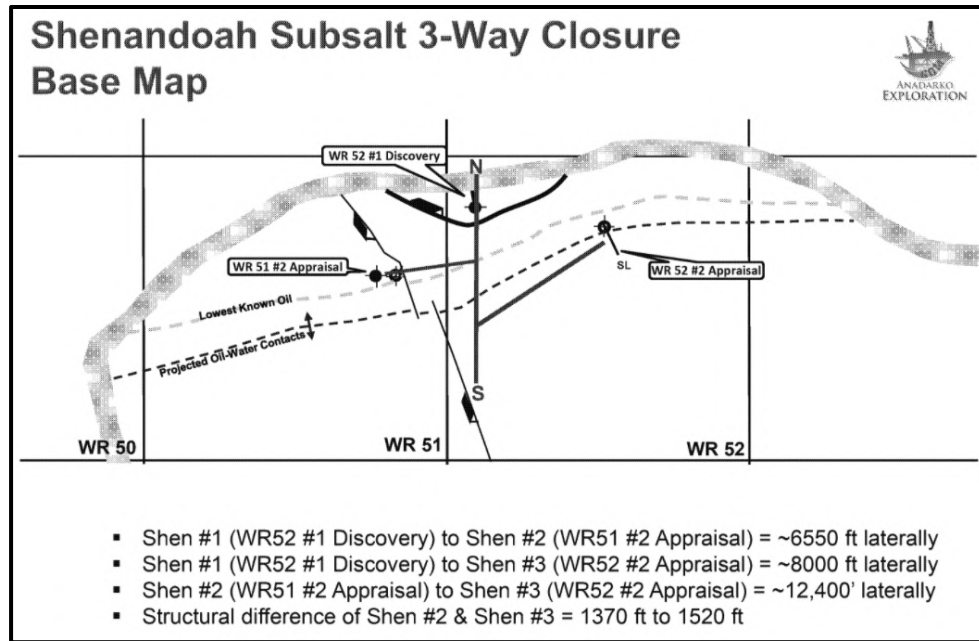 Shenandoah Subsalt 3-Way Closure
Base Map
ANADARKO
EXPLORATION
WR 52 #1 Discovery
N
WR 51 #2 Appraisal
SL
WR 52 #2 Appraisal
Lowest Known Oil
Projected Oil-Water Contacts
S
WR 50
WR 51
WR 52
▪ Shen #1 (WR52 #1 Discovery) to Shen #2 (WR51 #2 Appraisal) = ~6550 ft laterally
▪ Shen #1 (WR52 #1 Discovery) to Shen #3 (WR52 #2 Appraisal) = ~8000 ft laterally
▪ Shen #2 (WR51 #2 Appraisal) to Shen #3 (WR52 #2 Appraisal) = ~12,400' laterally
▪ Structural difference of Shen #2 & Shen #3 = 1370 ft to 1520 ft